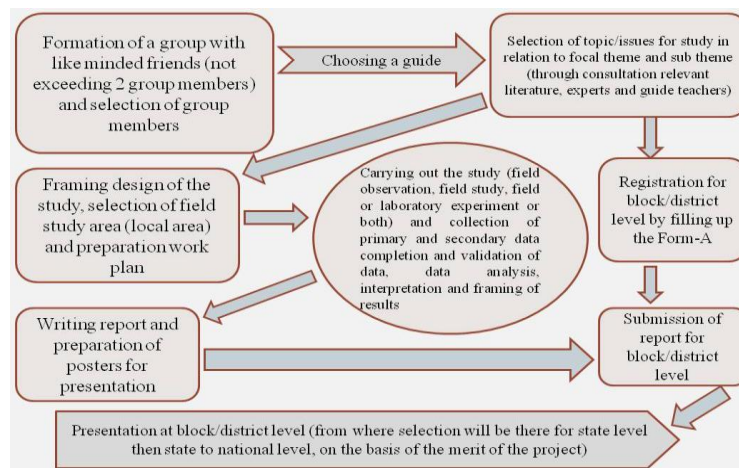 Formation of a group with
like minded friends (not
exceeding 2 group members)
and selection of group
members
Choosing a guide
Selection of topic/issues for study in
relation to focal theme and sub theme
(through consultation relevant
literature, experts and guide teachers)
Framing design of the
study, selection of field
study area (local area)
and preparation work
plan
Carrying out the study (field
observation, field study, field
or laboratory experiment or
both) and collection of
primary and secondary data
completion and validation of
data, data analysis,
interpretation and framing of
results
Registration for
block/district
level by filling up
the Form-A
Writing report and
preparation of
posters for
presentation
Submission of
report for
block/district
level
Presentation at block/district level (from where selection will be there for state level
then state to national level, on the basis of the merit of the project)